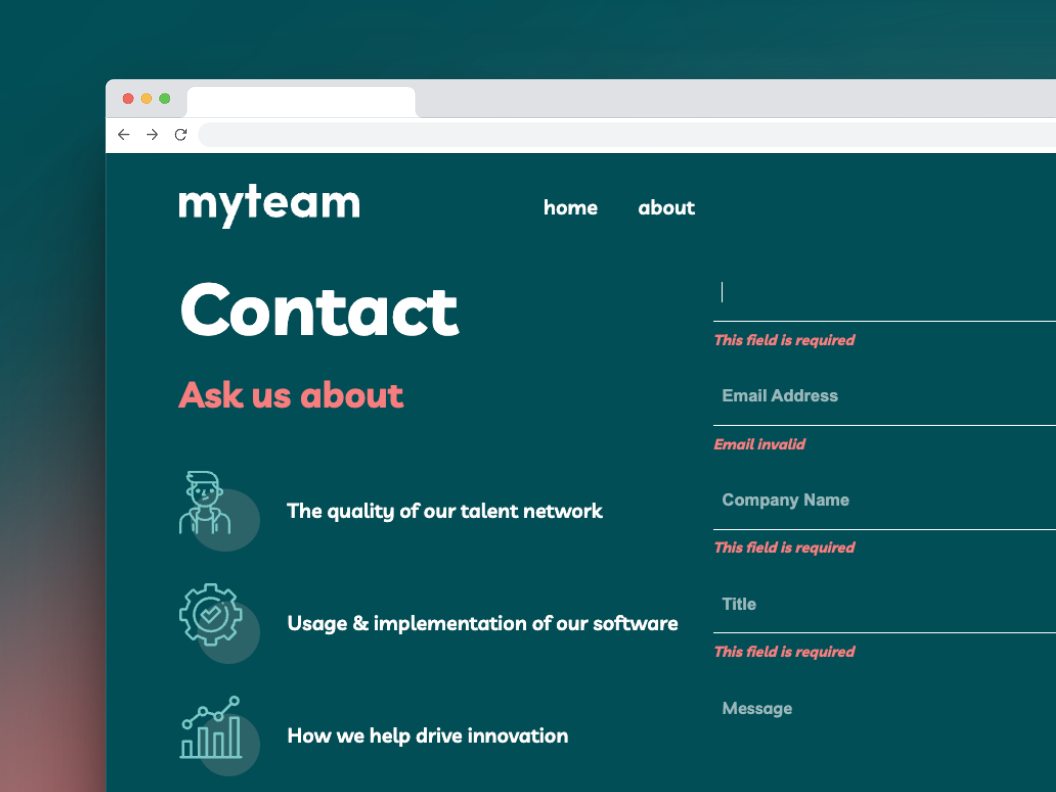 myteam
home
about
Contact
Ask us about
The quality of our talent network
Usage & implementation of our software
How we help drive innovation
This field is required
Email Address
Email invalid
Company Name
This field is required
Title
This field is required
Message